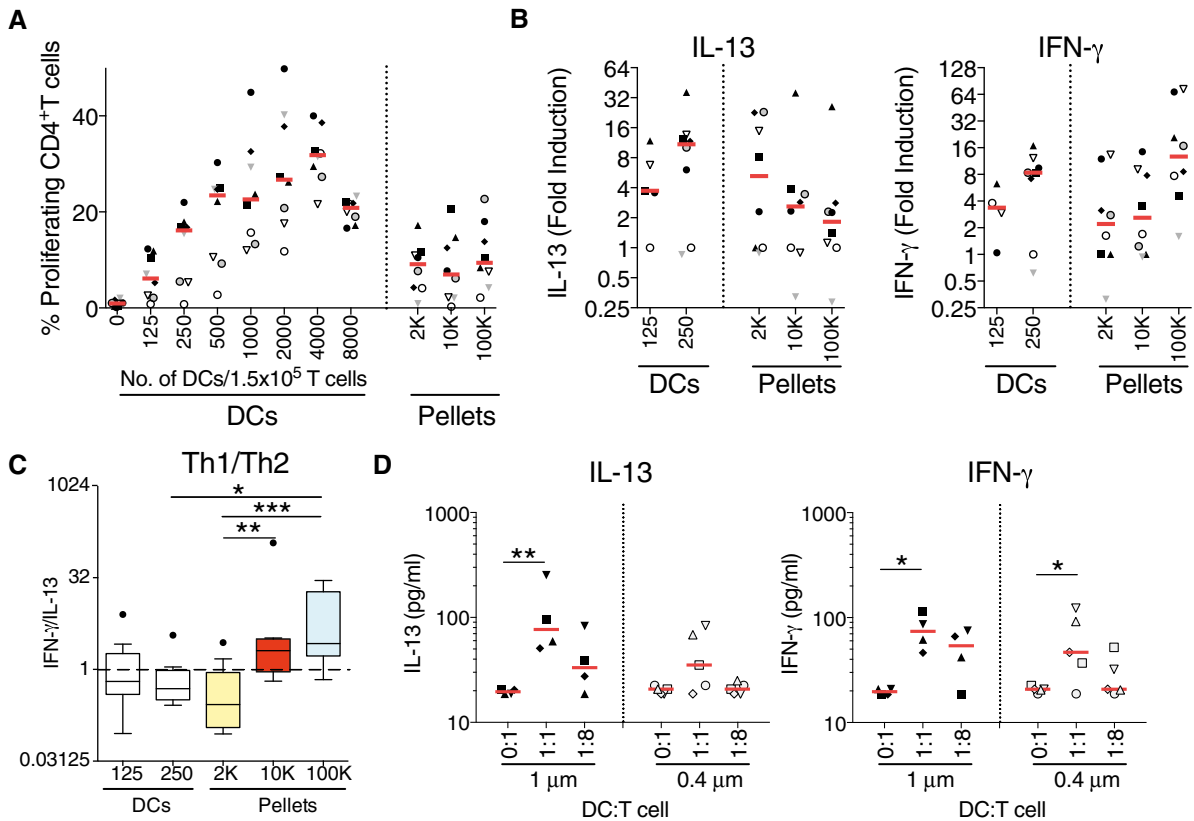 A
% Proliferating CD4+T cells
40
20
0
0 125 250 500 1000 2000 4000 8000 2K 10K 100K
No. of DCs/1.5x10⁵ T cells
DCs Pellets
B
IL-13
IL-13 (Fold Induction)
64
32
16
8
4
2
1
0.5
0.25
125 250 2K 10K 100K
DCs Pellets
IFN-γ
IFN-γ (Fold Induction)
128
64
32
16
8
4
2
1
0.5
0.25
125 250 2K 10K 100K
DCs Pellets
C
Th1/Th2
IFN-γ/IL-13
1024
32
1
0.03125
*
***
**
125 250 2K 10K 100K
DCs Pellets
D
IL-13
IL-13 (pg/ml)
1000
100
10
**
0:1 1:1 1:8 0:1 1:1 1:8
1 μm 0.4 μm
DC:T cell
IFN-γ
IFN-γ (pg/ml)
1000
100
10
* *
0:1 1:1 1:8 0:1 1:1 1:8
1 μm 0.4 μm
DC:T cell